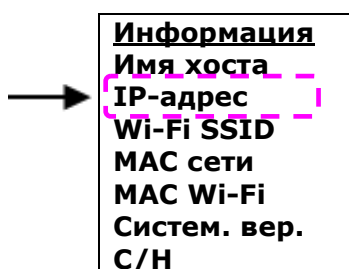 Информация
Имя хоста
IP-адрес
Wi-Fi SSID
MAC сети
MAC Wi-Fi
Систем. вер.
С/Н